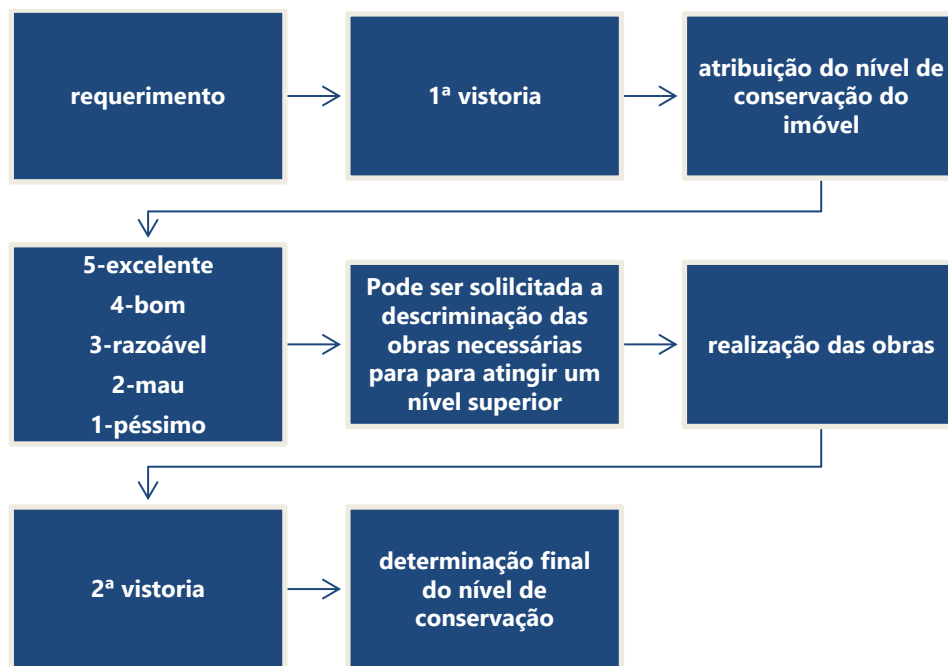 requerimento
1ª vistoria
atribuição do nível de
conservação do
imóvel
5-excelente
4-bom
3-razoável
2-mau
1-péssimo
Pode ser solilcitada a
descriminação das
obras necessárias
para para atingir um
nível superior
realização das obras
2ª vistoria
determinação final
do nível de
conservação